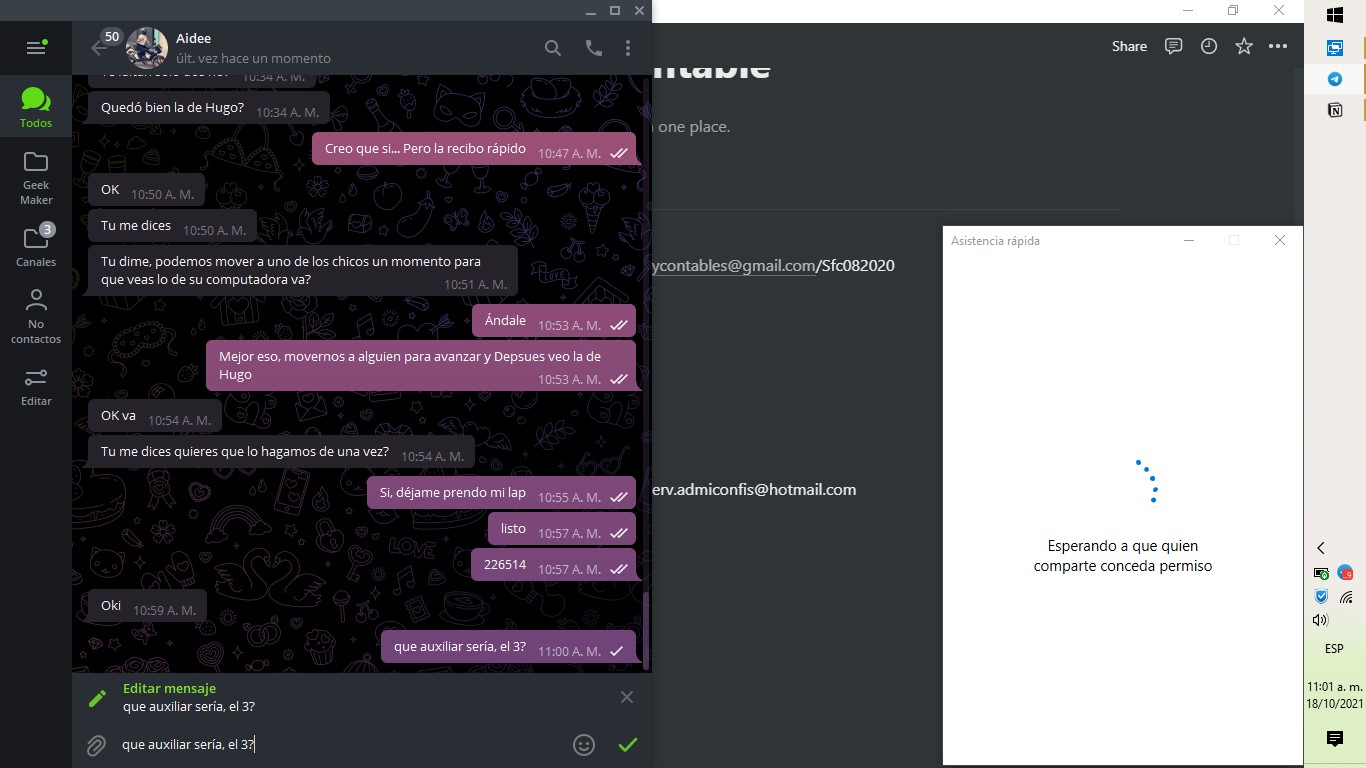 50
Aidee
últ. vez hace un momento
Todos
Geek
Maker
3
Canales
No
contactos
Editar
10:34 A. M.
Quedó bien la de Hugo? 10:34 A. M.
Creo que si... Pero la recibo rápido 10:47 A. M.
OK 10:50 A. M.
Tu me dices 10:50 A. M.
Tu dime, podemos mover a uno de los chicos un momento para
que veas lo de su computadora va? 10:51 A. M.
Ándale 10:53 A. M.
Mejor eso, movernos a alguien para avanzar y Depsues veo la de
Hugo 10:53 A. M.
OK va 10:54 A. M.
Tu me dices quieres que lo hagamos de una vez? 10:54 A. M.
Si, déjame prendo mi lap 10:55 A. M.
listo 10:57 A. M.
LOVE
226514 10:57 A. M.
Oki 10:59 A. M.
que auxiliar sería, el 3? 11:00 A. M.
Editar mensaje
que auxiliar sería, el 3?
que auxiliar sería, el 3?
Share
ntable
one place.
ycontables@gmail.com/Sfc082020
erv.admiconfis@hotmail.com
Asistencia rápida
Esperando a que quien
comparte conceda permiso
ESP
11:01 a. m.
18/10/2021